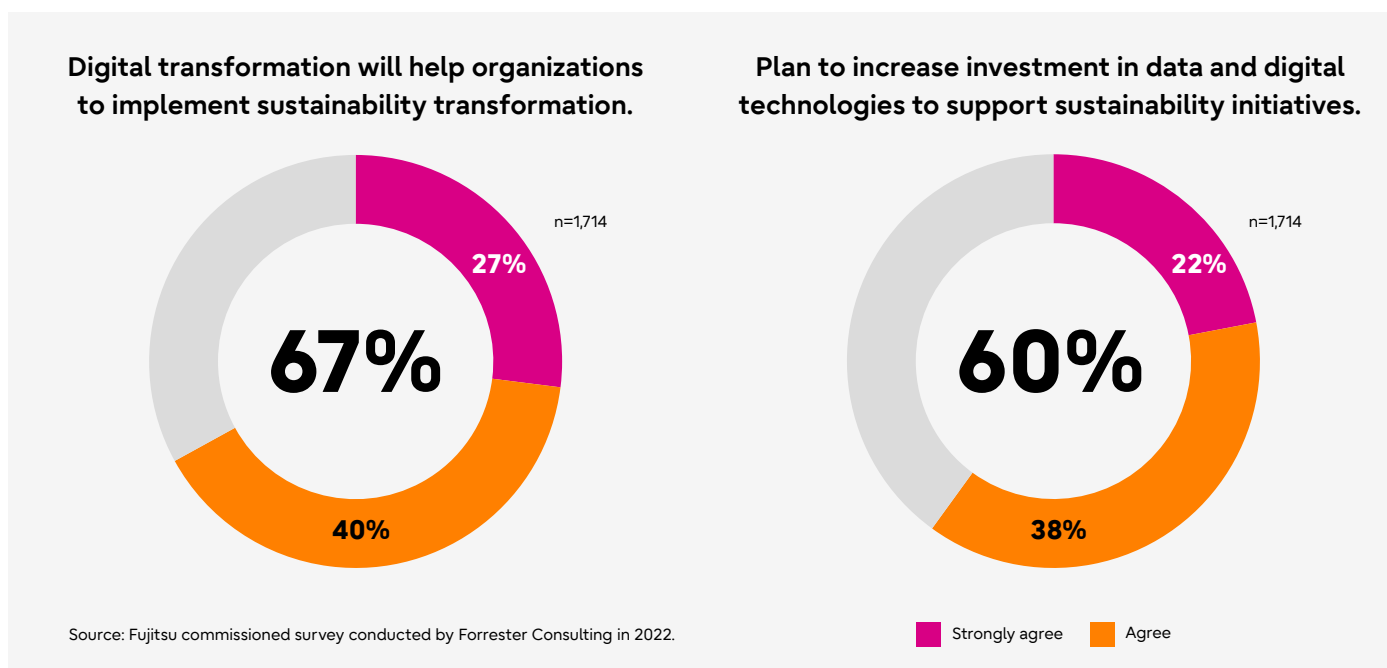 Digital transformation will help organizations
to implement sustainability transformation.
n=1,714
27%
67%
40%
Plan to increase investment in data and digital
technologies to support sustainability initiatives.
n=1,714
22%
60%
38%
Source: Fujitsu commissioned survey conducted by Forrester Consulting in 2022.
Strongly agree
Agree